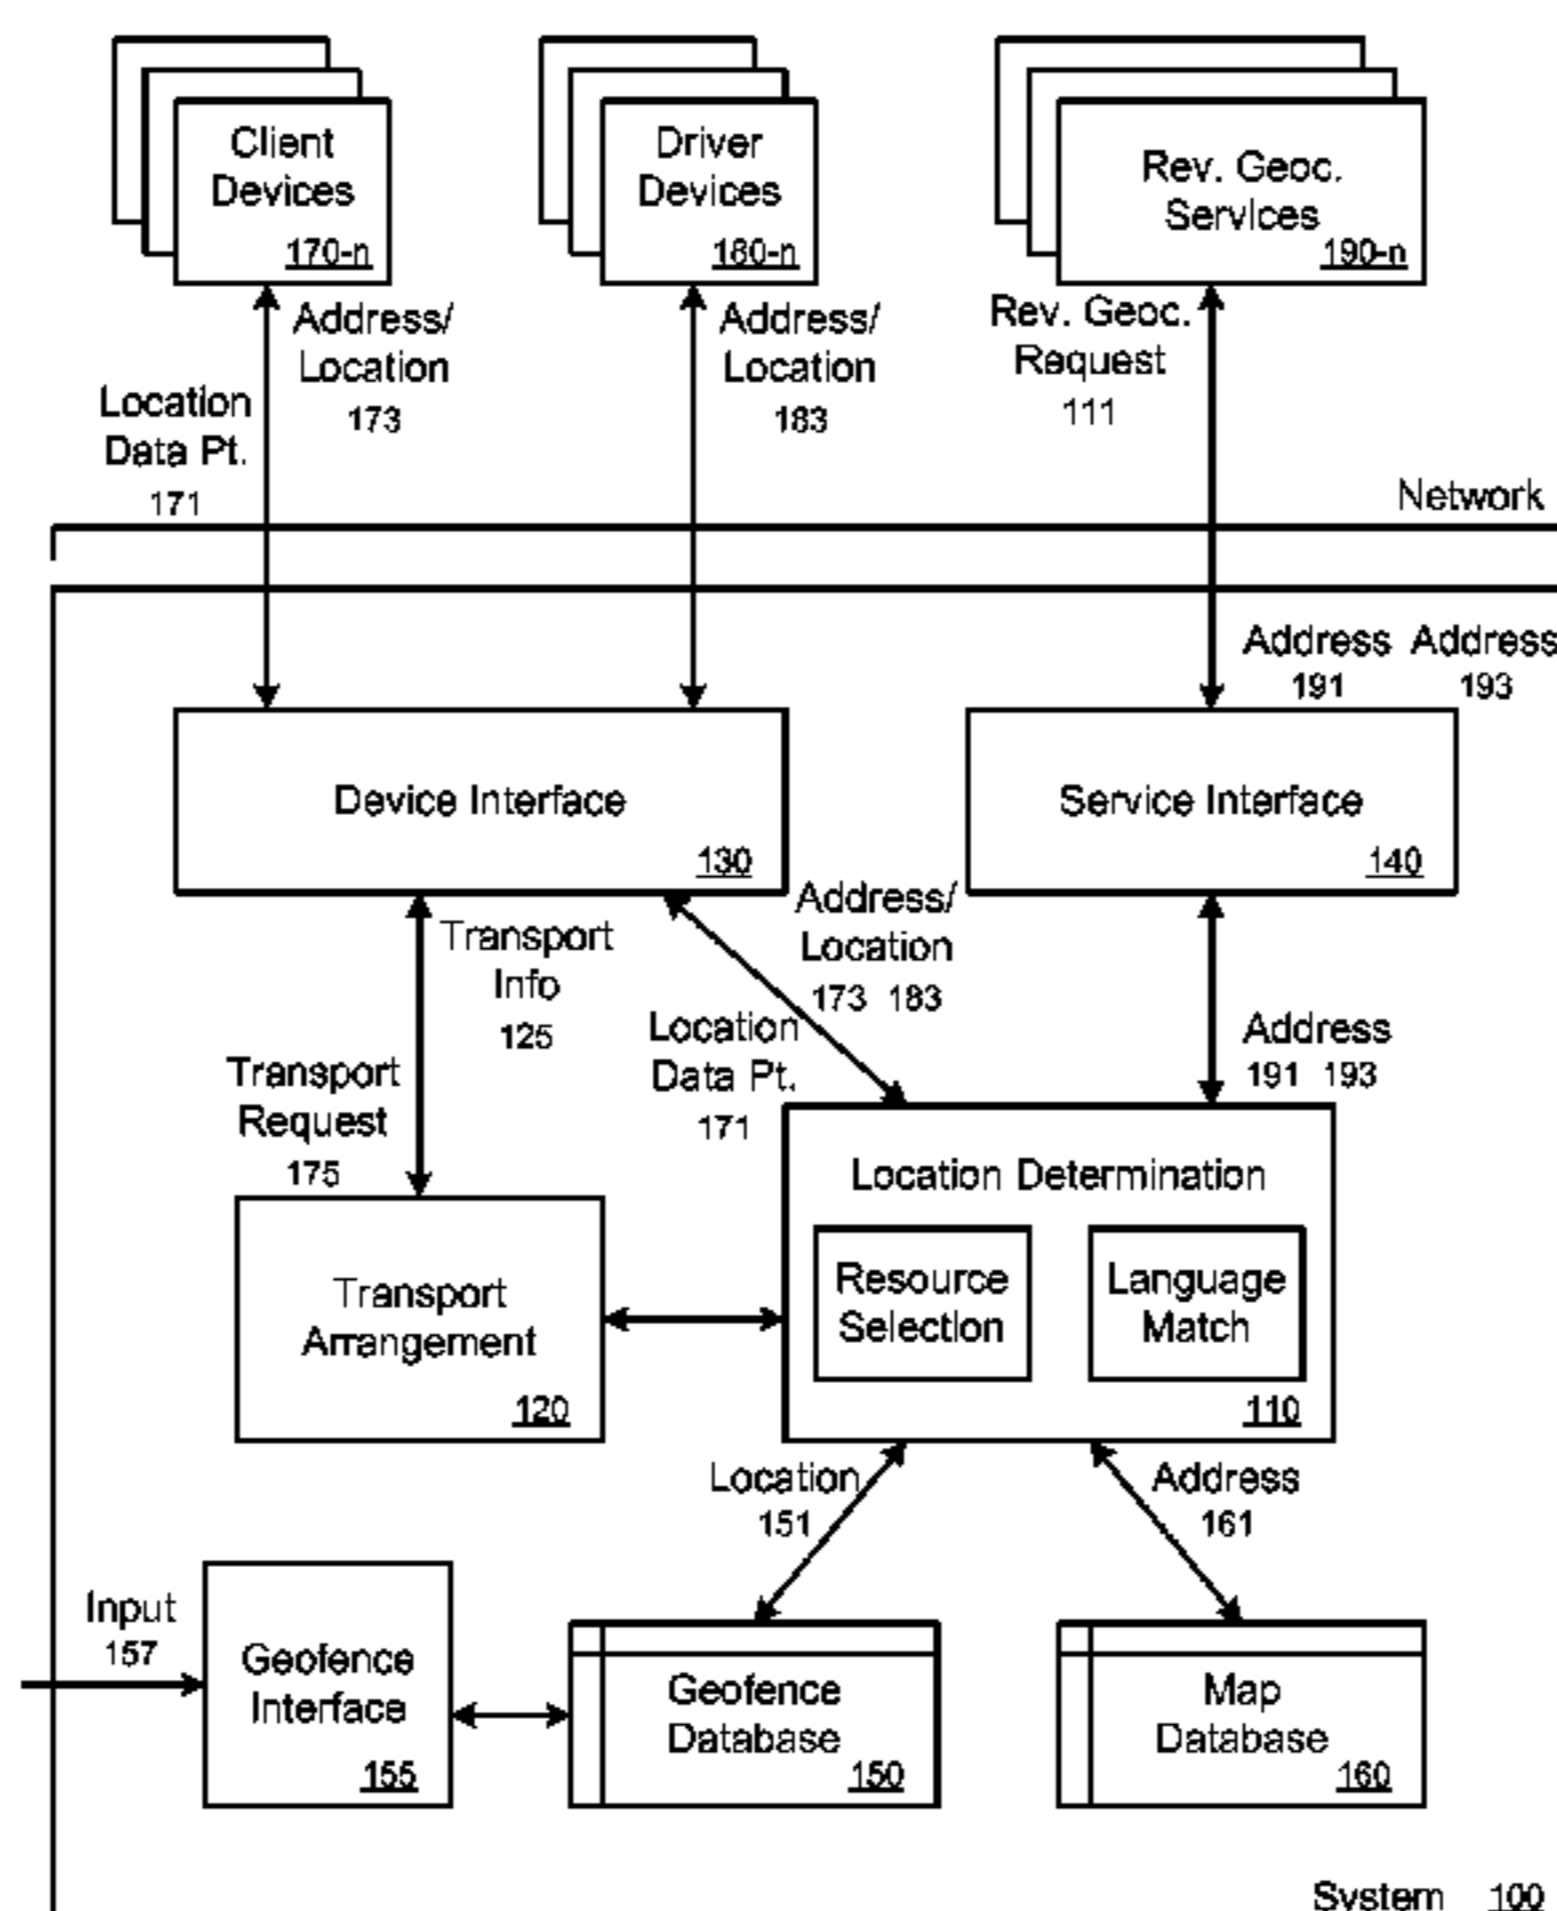 Client
Devices
170-n
Driver
Devices
180-n
Rev. Geoc.
Services
190-n
Address/
Location
173
Location
Data Pt.
171
Address/
Location
183
Rev. Geoc.
Request
111
Network
Address Address
191 193
Device Interface
130
Service Interface
140
Transport
Info
125
Transport
Request
175
Address/
Location
173 183
Location
Data Pt.
171
Address
191 193
Location Determination
Resource
Selection
Language
Match
110
Transport
Arrangement
120
Location
151
Address
161
Input
157
Geofence
Interface
155
Geofence
Database
150
Map
Database
160
System 100